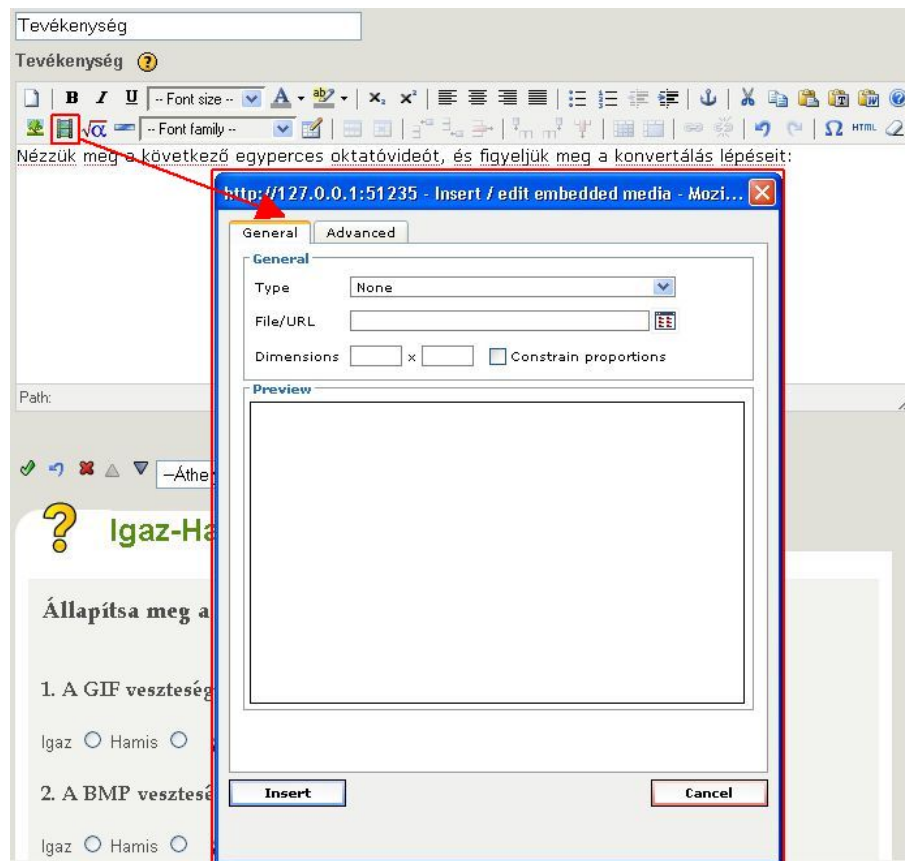 Tevékenység
Tevékenység
B I U -- Font size -- A ab
-- Font family -- HTML
Nézzük meg a következő egyperces oktatóvideót, és figyeljük meg a konvertálás lépéseit:
http://127.0.0.1:51235 - Insert / edit embedded media - Mozi...
General Advanced
General
Type None
File/URL
Dimensions x Constrain proportions
Preview
Path:
Igaz-Ha
Állapítsa meg a
1. A GIF veszteség
Igaz Hamis
2. A BMP
Insert Cancel
Igaz Hamis